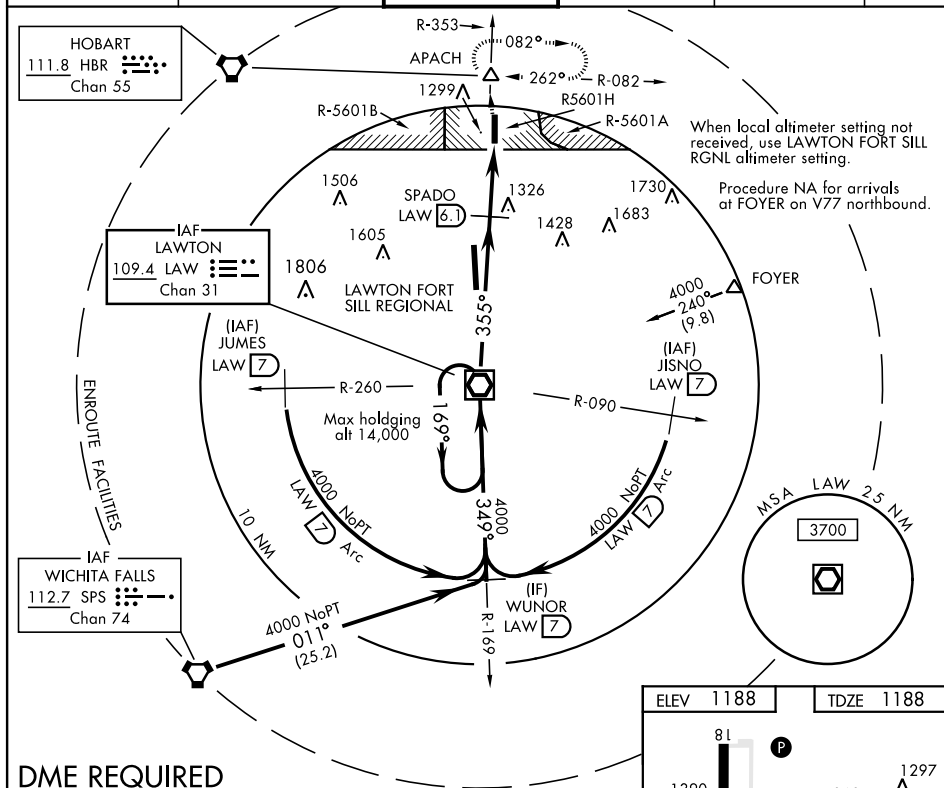 R-353
HOBART
111.8 HBR
Chan 55
APACH
082°
262°
R-082
1299
R5601H
R-5601B
R-5601A
When local altimeter setting not
received, use LAWTON FORT SILL
RGNL altimeter setting.
Procedure NA for arrivals
at FOYER on V77 northbound.
1506
SPADO
LAW 6.1
1326
1730
1428
1683
1605
IAF
LAWTON
109.4 LAW
Chan 31
1806
LAWTON FORT
SILL REGIONAL
FOYER
4000
240°
(9.8)
355°
(IAF)
JUMES
LAW 7
(IAF)
JISNO
LAW 7
R-260
R-090
Max holdging
alt 14,000
169°
ENROUTE FACILITIES
4000 NoPT
LAW 7 Arc
4000
349°
4000 NoPT
LAW 7 Arc
10 NM
MSA LAW 25 NM
3700
IAF
WICHITA FALLS
112.7 SPS
Chan 74
(IF)
WUNOR
LAW 7
4000 NoPT
011°
(25.2)
R-169
ELEV 1188
TDZE 1188
18
P
1297
DME REQUIRED